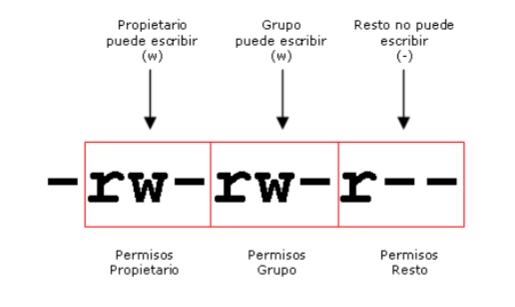 Propietario
puede escribir
(w)
Grupo
puede escribir
(w)
Resto no puede
escribir
(-)
-rw-rw-r--
Permisos
Propietario
Permisos
Grupo
Permisos
Resto